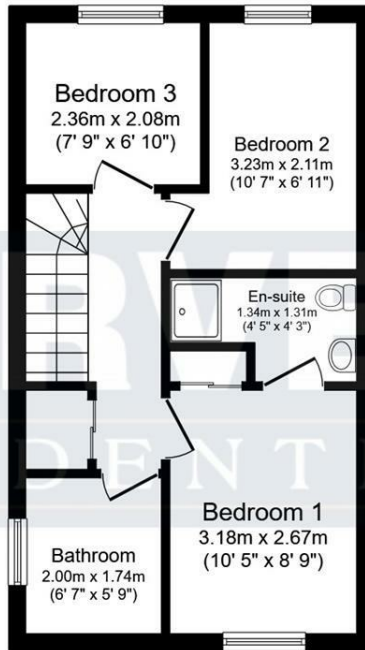 Bedroom 3
2.36m x 2.08m
(7' 9" x 6' 10")
Bedroom 2
3.23m x 2.11m
(10' 7" x 6' 11")
En-suite
1.34m x 1.31m
(4' 5" x 4' 3")
Bedroom 1
3.18m x 2.67m
(10' 5" x 8' 9")
Bathroom
2.00m x 1.74m
(6' 7" x 5' 9")